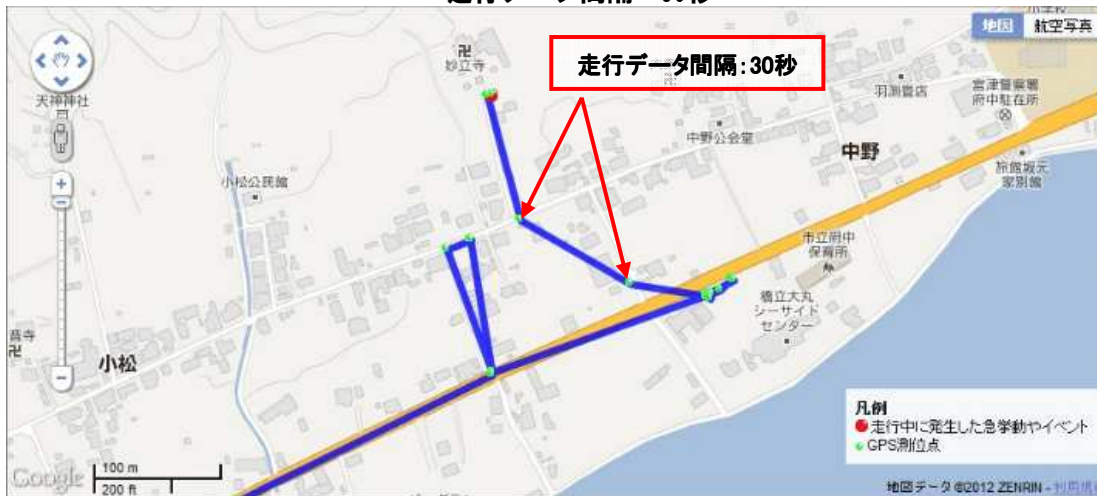 地図 航空写真
卍
妙立寺
走行データ間隔：30秒
天神神社
羽渕畳店
宮津警察署
府中駐在所
中野公会堂
中野
旅館坂元
家別館
小松公民館
市立府中
保育所
橋立大丸
シーサイド
センター
卍
小松
凡例
走行中に発生した急挙動やイベント
GPS測位点
Google
100 m
200 ft
地図データ ©2012 ZENRIN -